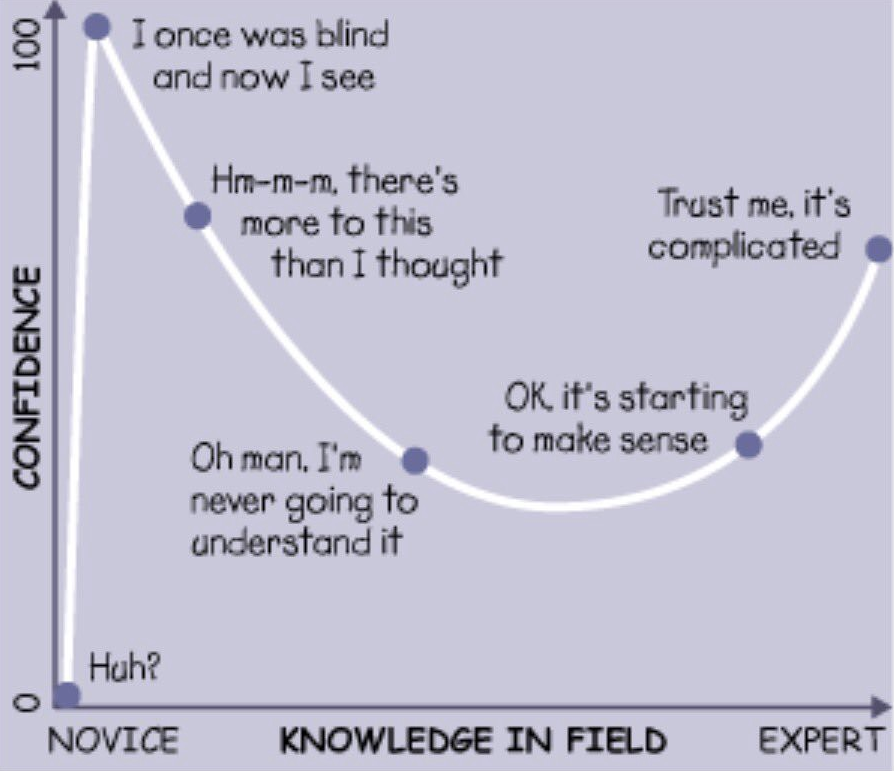 100
I once was blind
and now I see
Hm-m-m, there's
more to this
than I thought
Trust me, it's
complicated
CONFIDENCE
OK, it's starting
to make sense
Oh man, I'm
never going to
understand it
Huh?
0
NOVICE
KNOWLEDGE IN FIELD
EXPERT